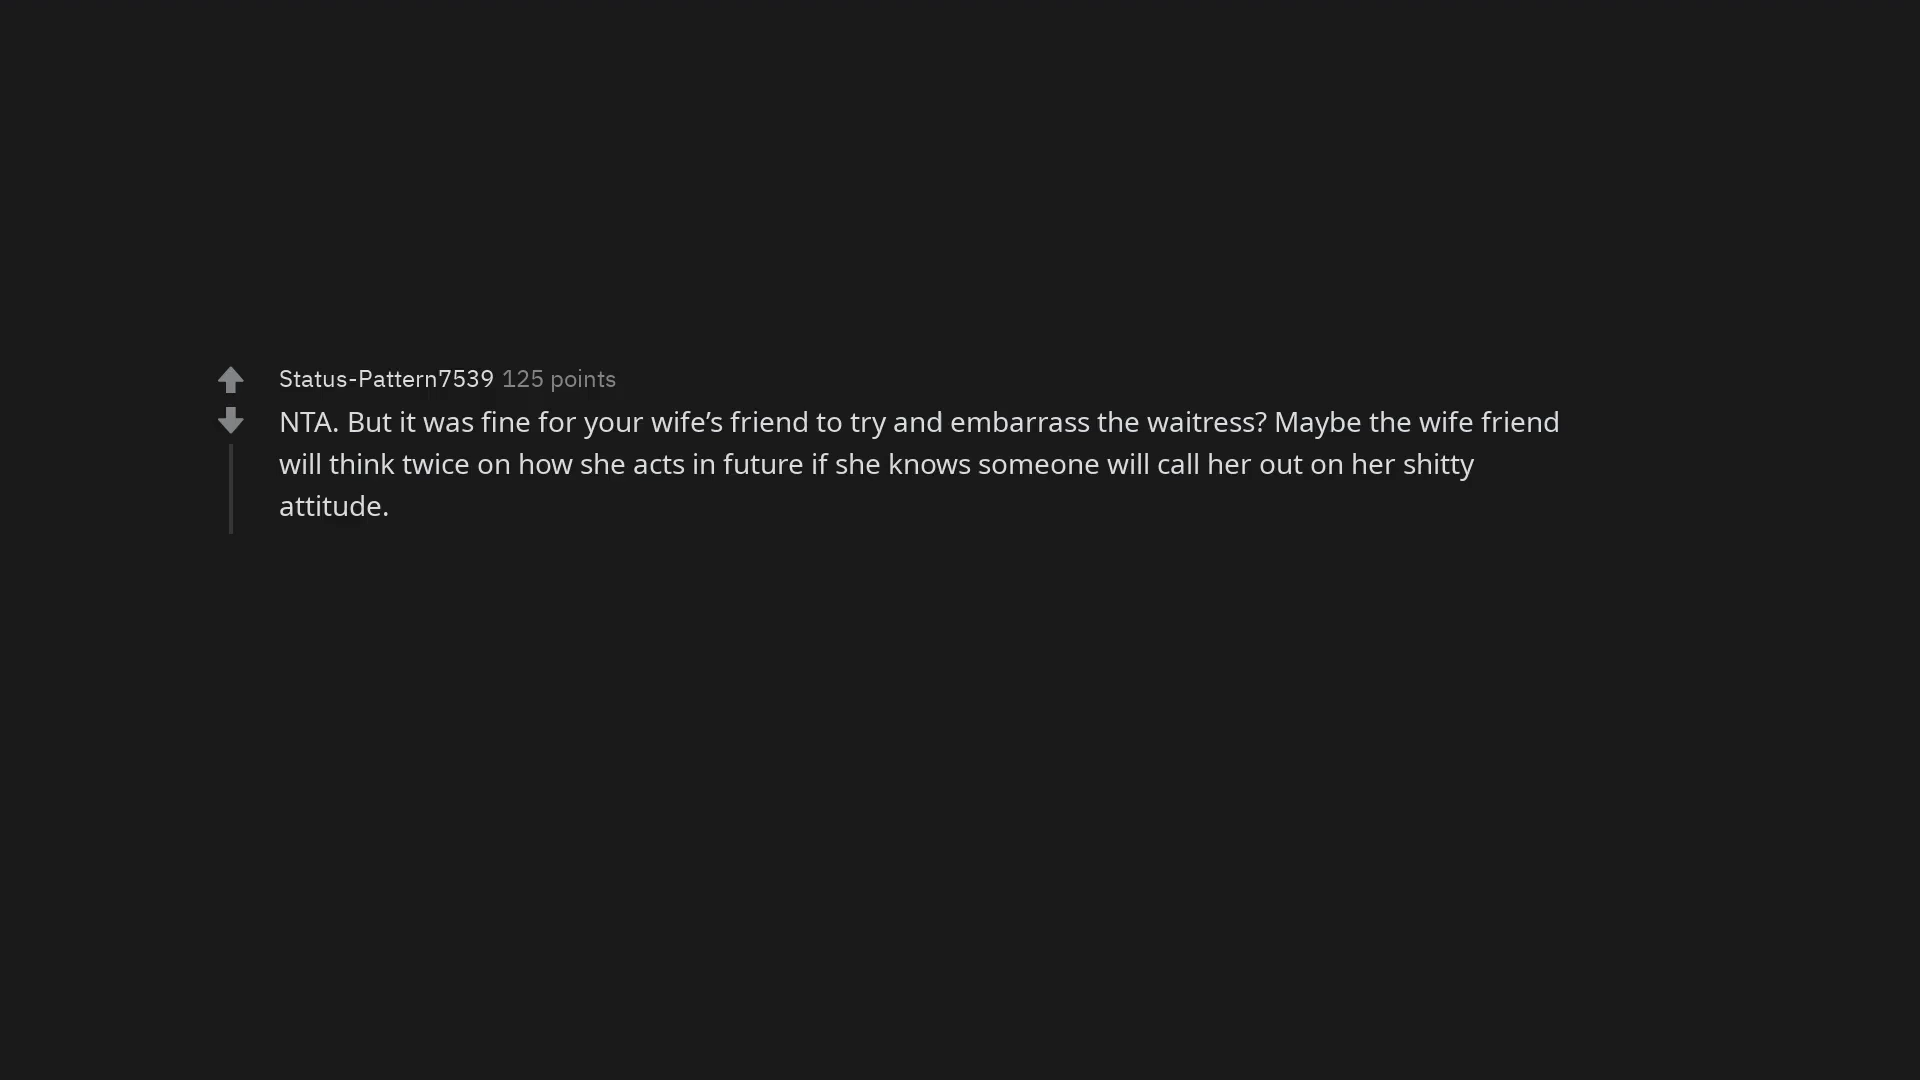 Status-Pattern7539 125 points
NTA. But it was fine for your wife’s friend to try and embarrass the waitress? Maybe the wife friend
will think twice on how she acts in future if she knows someone will call her out on her shitty
attitude.